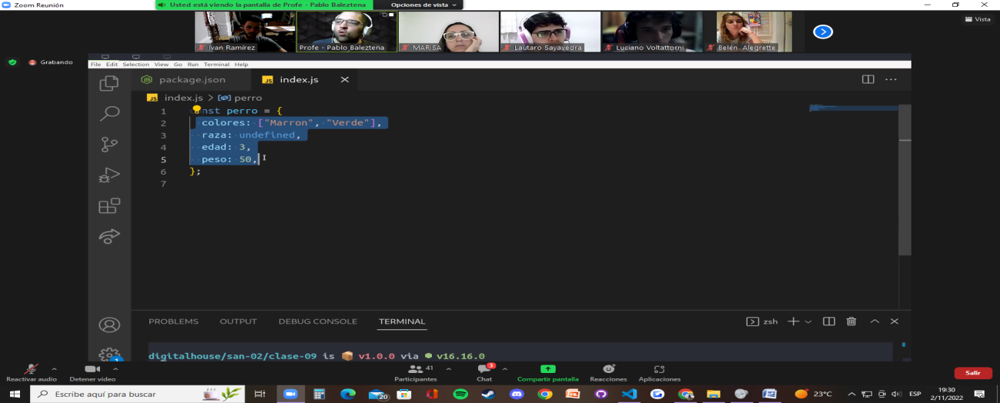 Zoom Reunión
Usted está viendo la pantalla de Profe - Pablo Baleztena
Opciones de vista
Vista
Ivan Ramírez
Profe - Pablo Baleztena
MARISA
Lautaro Sayavedra
Luciano Voltattorni
Belén Alegrette
Grabando
File Edit Selection View Go Run Terminal Help
package.json
JS index.js
JS index.js > perro
1 nst perro = {
2 colores: ["Marron", "Verde"],
3 raza: undefined,
4 edad: 3,
5 peso: 50,
6 };
7
PROBLEMS OUTPUT DEBUG CONSOLE TERMINAL
zsh
digitalhouse/san-02/clase-09 is v1.0.0 via v16.16.0
1
41
3
Reactivar audio
Detener vídeo
Participantes
Chat
Compartir pantalla
Reacciones
Aplicaciones
Salir
Escribe aquí para buscar
20
23°C
ESP
19:30
2/11/2022